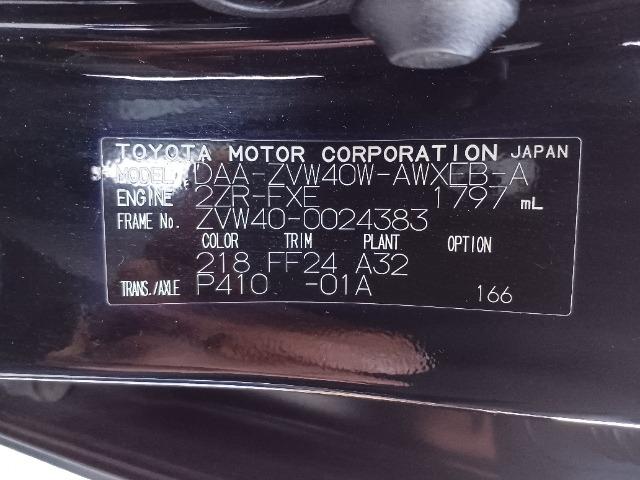 TOYOTA MOTOR CORPORATION JAPAN
MODEL DAA-ZVW40W-AWXEB-A
ENGINE 2ZR-FXE 1797 mL
FRAME No. ZVW40-0024383
COLOR TRIM PLANT OPTION
218 FF24 A32
TRANS./AXLE P410 -01A 166